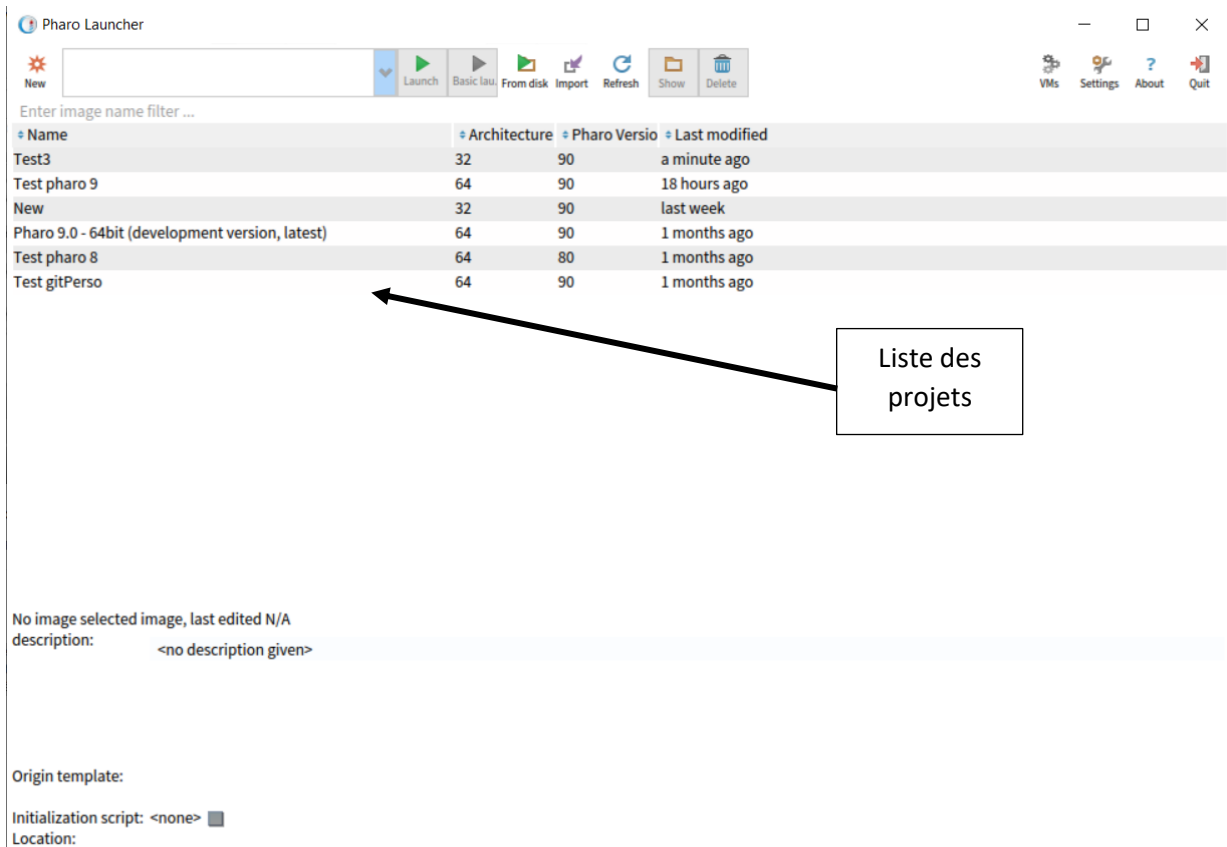 Pharo Launcher
New Launch Basic lau. From disk Import Refresh Show Delete VMs Settings About Quit
Enter image name filter ...
Name Architecture Pharo Versio Last modified
Test3 32 90 a minute ago
Test pharo 9 64 90 18 hours ago
New 32 90 last week
Pharo 9.0 - 64bit (development version, latest) 64 90 1 months ago
Test pharo 8 64 80 1 months ago
Test gitPerso 64 90 1 months ago
Liste des
projets
No image selected image, last edited N/A
description:
<no description given>
Origin template:
Initialization script: <none>
Location: